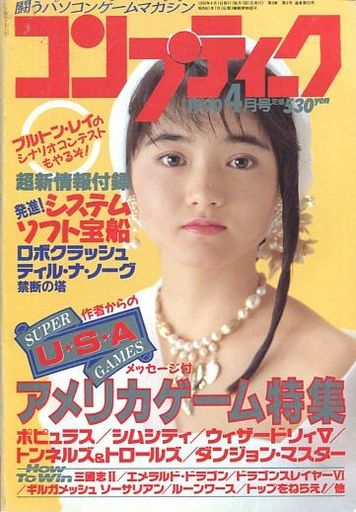 闘うパソコンゲームマガジン
コンプティーク
1990 4月号 定価530yen
ブルトン・レイの
シナリオコンテスト
もやるぞ!
超新情報付録
発進!システム
ソフト宝船
ロボクラッシュ
ティル・ナ・ノーグ
禁断の塔
作者からの
SUPER
U★S★A
GAMES
メッセージ付
アメリカゲーム特集
ポピュラス/シムシティ/ウィザードリィV/
トンネルズ&トロールズ/ダンジョン・マスター
How
To Win
三國志II/エメラルド・ドラゴン/ドラゴンスレイヤーVI
/ギルガメッシュ ソーサリアン/ルーンワース/トップをねらえ!/他